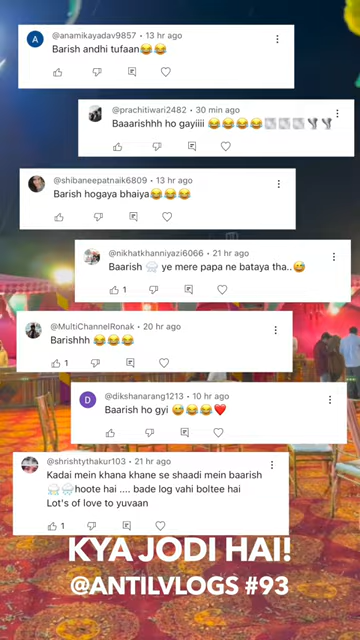 A
@anamikayadav9857 • 13 hr ago
Barish andhi tufaan😂😂
@prachitiwari2482 • 30 min ago
Baaarishhh ho gayiiii 😂😂😂😂
@shibaneepatnaik6809 • 13 hr ago
Barish hogaya bhaiya😂😂😂
@nikhatkhanniyazi6066 • 21 hr ago
Baarish 🌧️ ye mere papa ne bataya tha..😅
1
@MultiChannelRonak • 20 hr ago
Barishhh 😂😂😂
1
D
@dikshanarang1213 • 10 hr ago
Baarish ho gyi 😅😂😂❤️
@shrishtythakur103 • 21 hr ago
Kadai mein khana khane se shaadi mein baarish
⛈️🌧️hoote hai .... bade log vahi boltee hai
Lot's of love to yuvaan
1
KYA JODI HAI!
@ANTILVLOGS #93